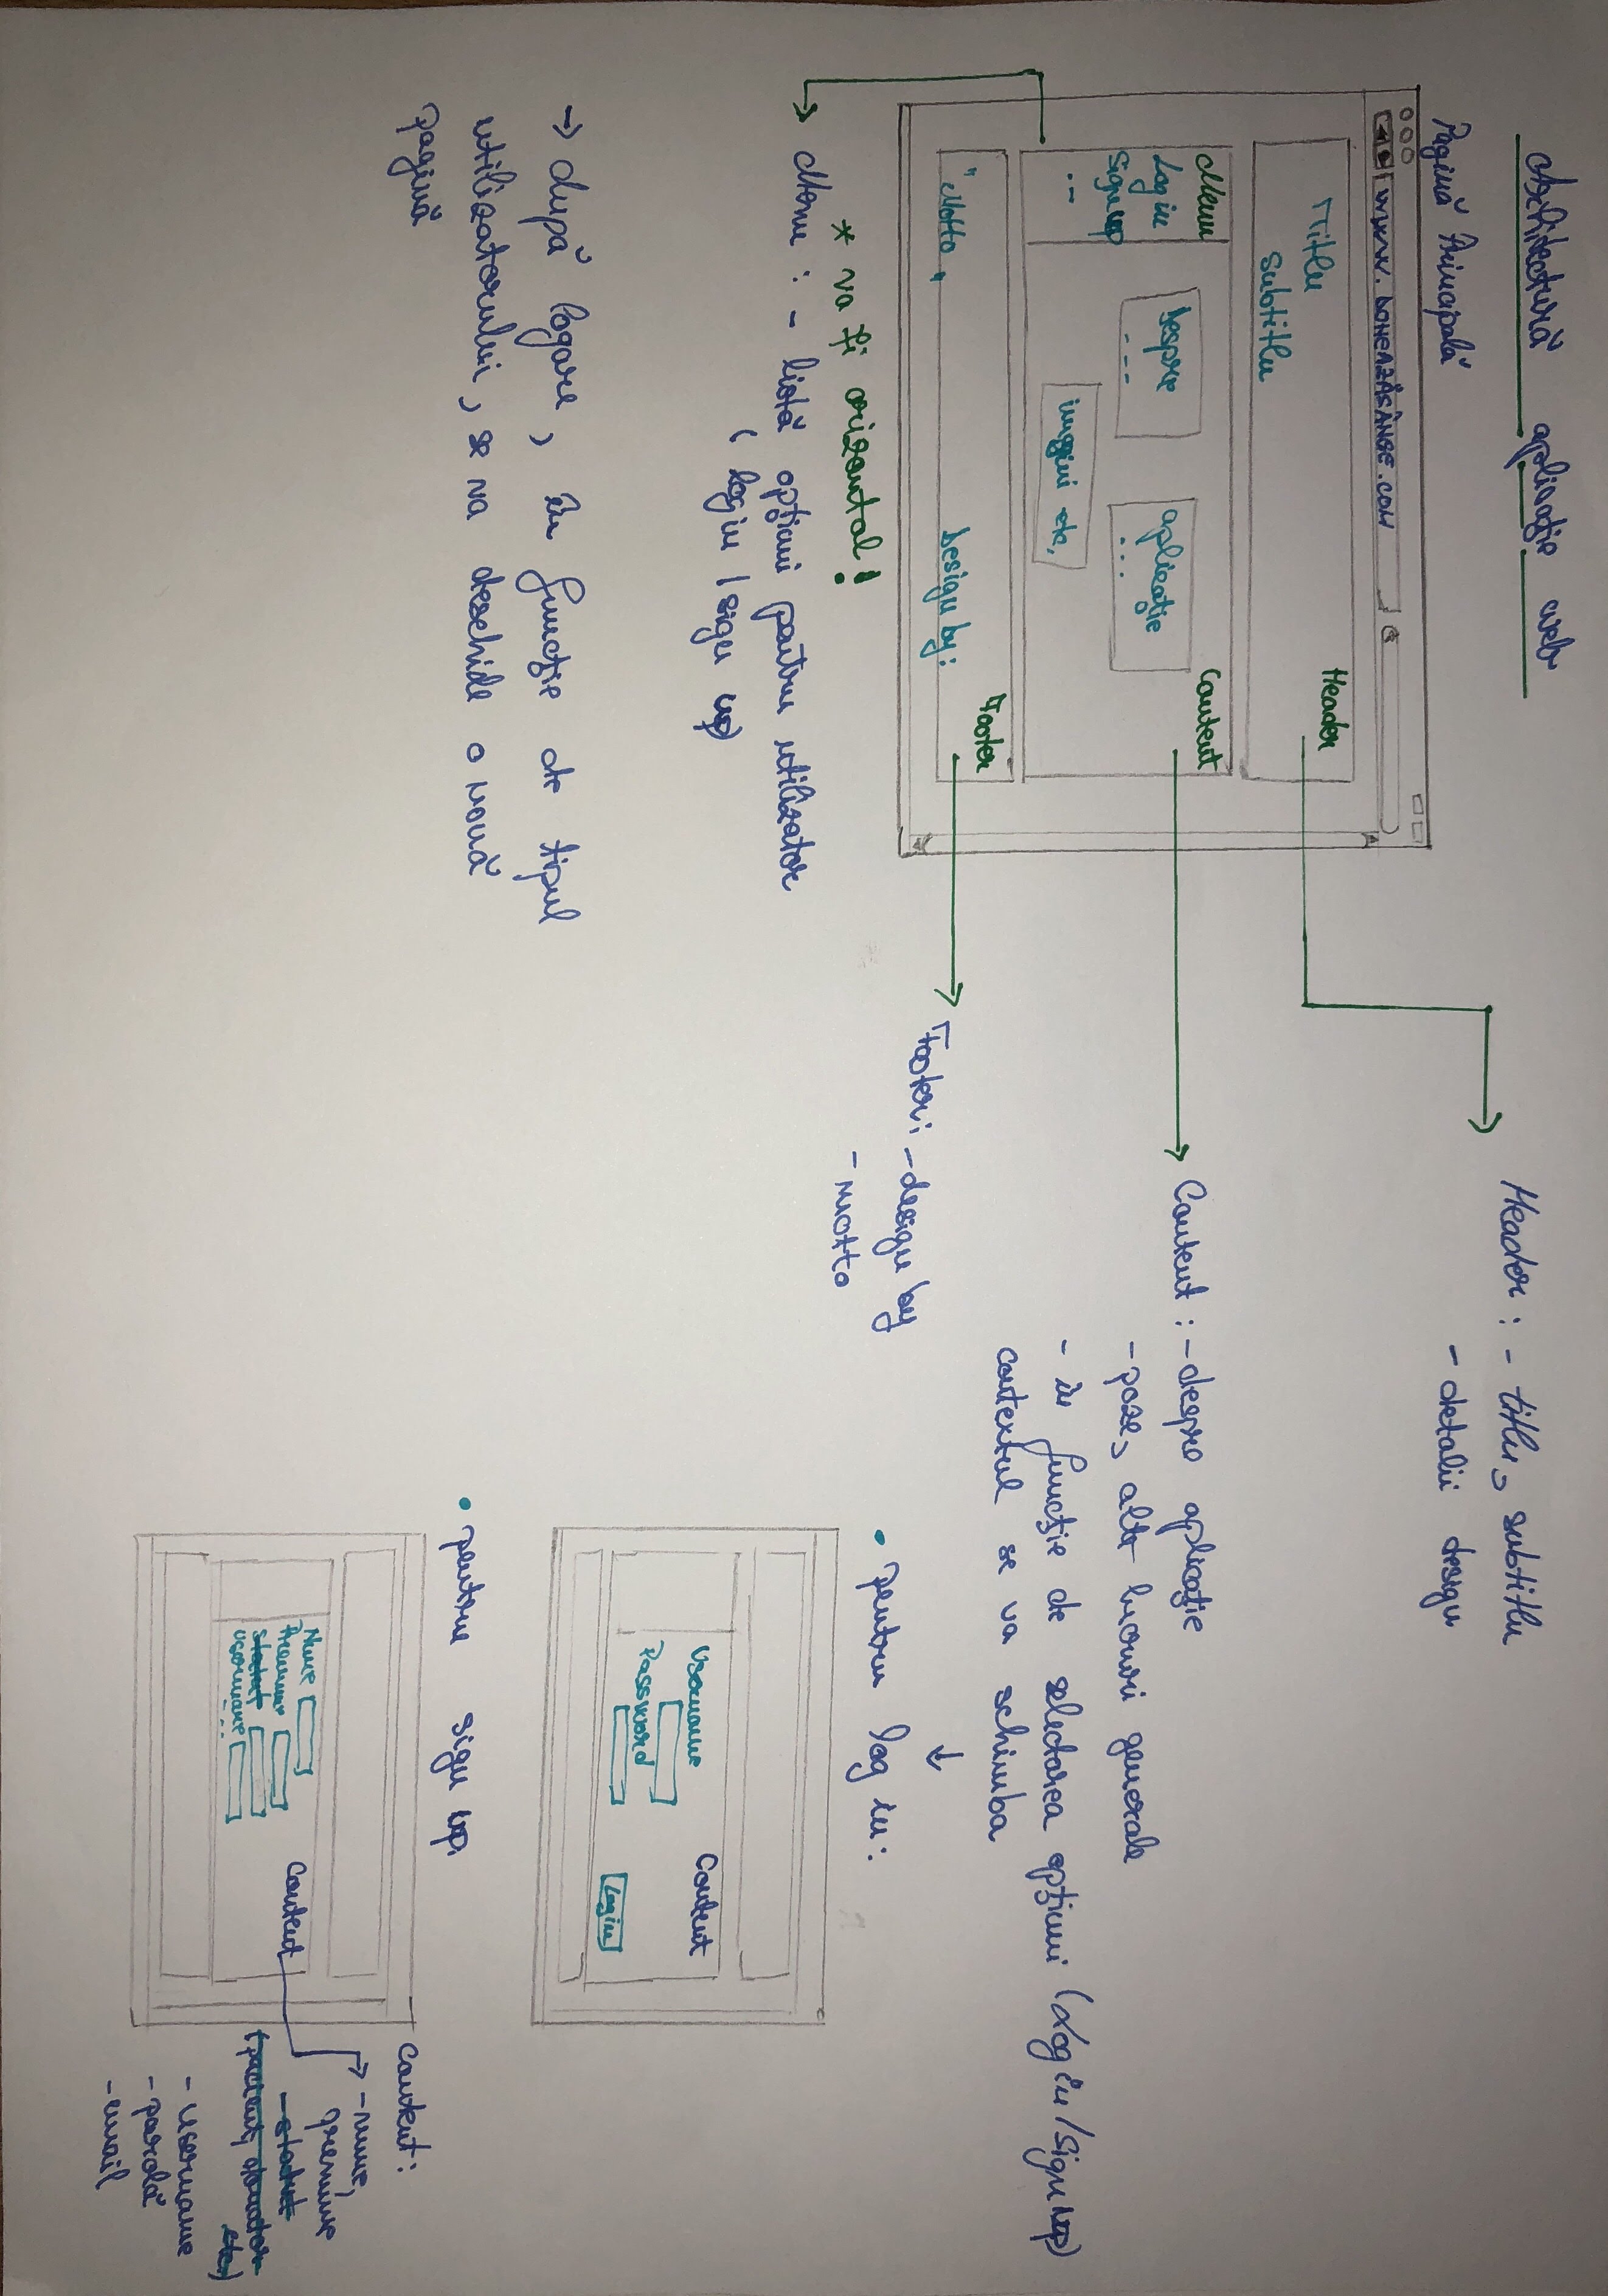 Arhitectură aplicație web
Pagină Principală
www.DONEAZĂSÂNGE.COM
Header
Titlu
subtitlu
Menu
Log in
Sign up
...
Content
Despre
---
aplicație
...
imagini etc.
Footer
"Motto"
Design by:
* va fi orizontal!
Menu : - listă opțiuni pentru utilizator
(login / sign up)
→ după logare, în funcție de tipul
utilizatorului, se va deschide o nouă
pagină
Header : - titlu, subtitlu
- detalii design
Content : - despre aplicație
- poze, alte lucruri generale
- în funcție de selectarea opțiuni (Log in / Sign up)
contextul se va schimba
↓
Footer: - design by
- motto
• pentru log in:
Content
Username
Password
Login
• pentru sign up.
Nume
Prenume
statut
username
...
Content
Content:
- nume,
prenume
- statut
(pacient, donator
etc.)
- username
- parolă
- email